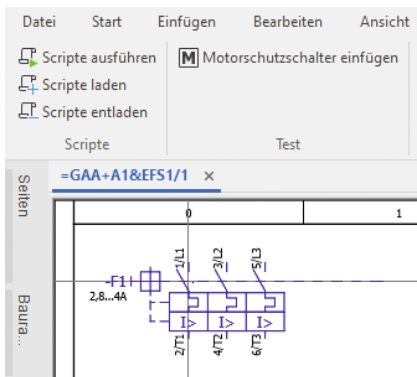 Datei Start Einfügen Bearbeiten Ansicht
Scripte ausführen M Motorschutzschalter einfügen
Scripte laden
Scripte entladen
Scripte Test
Seiten
=GAA+A1&EFS1/1 ×
0 1
1/L1 3/L2 5/L3
-F1
2,8...4A
I> I> I>
2/T1 4/T2 6/T3
Baura...